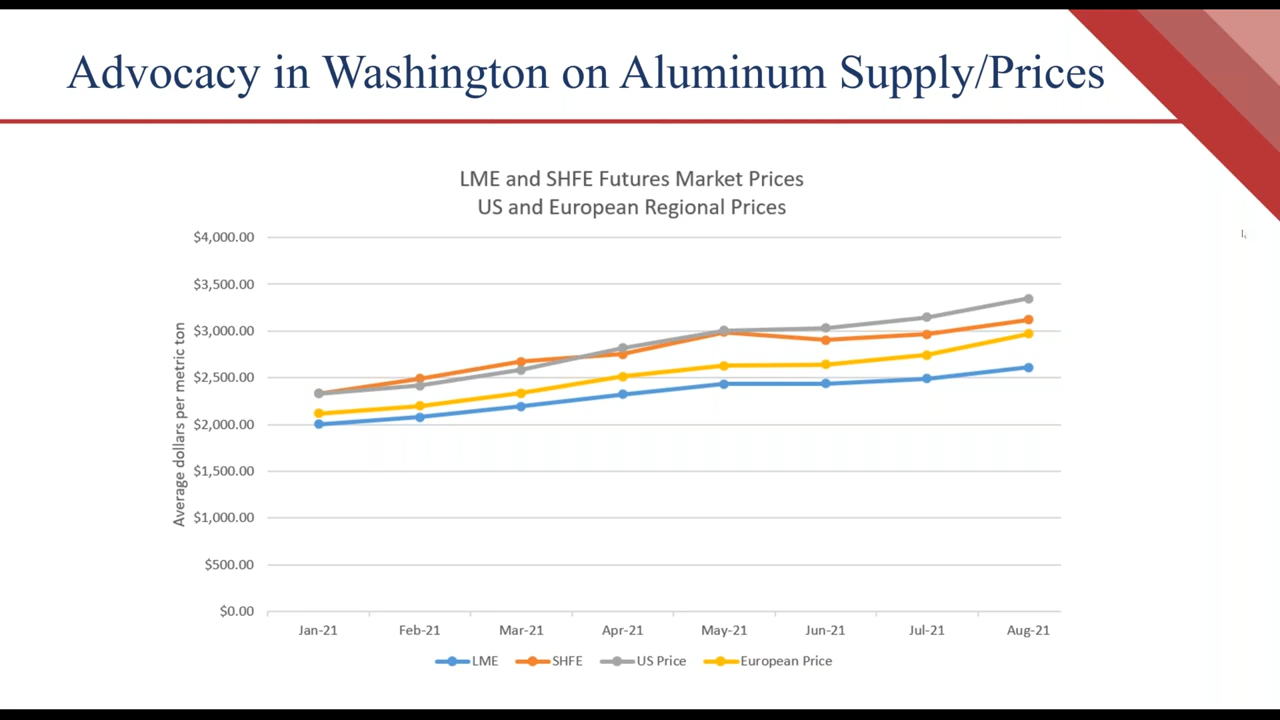 Advocacy in Washington on Aluminum Supply/Prices
LME and SHFE Futures Market Prices
US and European Regional Prices
Average dollars per metric ton
$4,000.00
$3,500.00
$3,000.00
$2,500.00
$2,000.00
$1,500.00
$1,000.00
$500.00
$0.00
Jan-21 Feb-21 Mar-21 Apr-21 May-21 Jun-21 Jul-21 Aug-21
LME SHFE US Price European Price